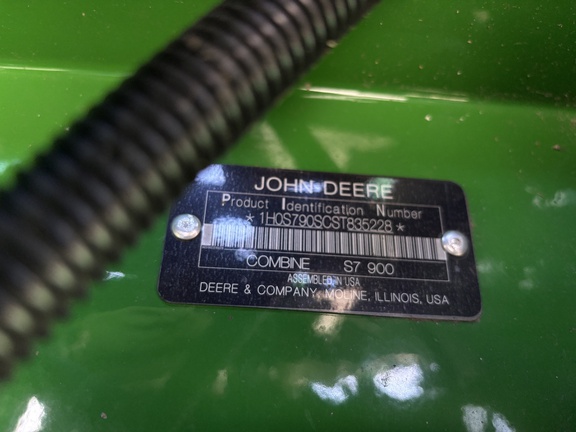 JOHN DEERE
Product Identification Number
*1H0S790SCST835228*
COMBINE S7 900
ASSEMBLED IN USA
DEERE & COMPANY MOLINE, ILLINOIS, USA